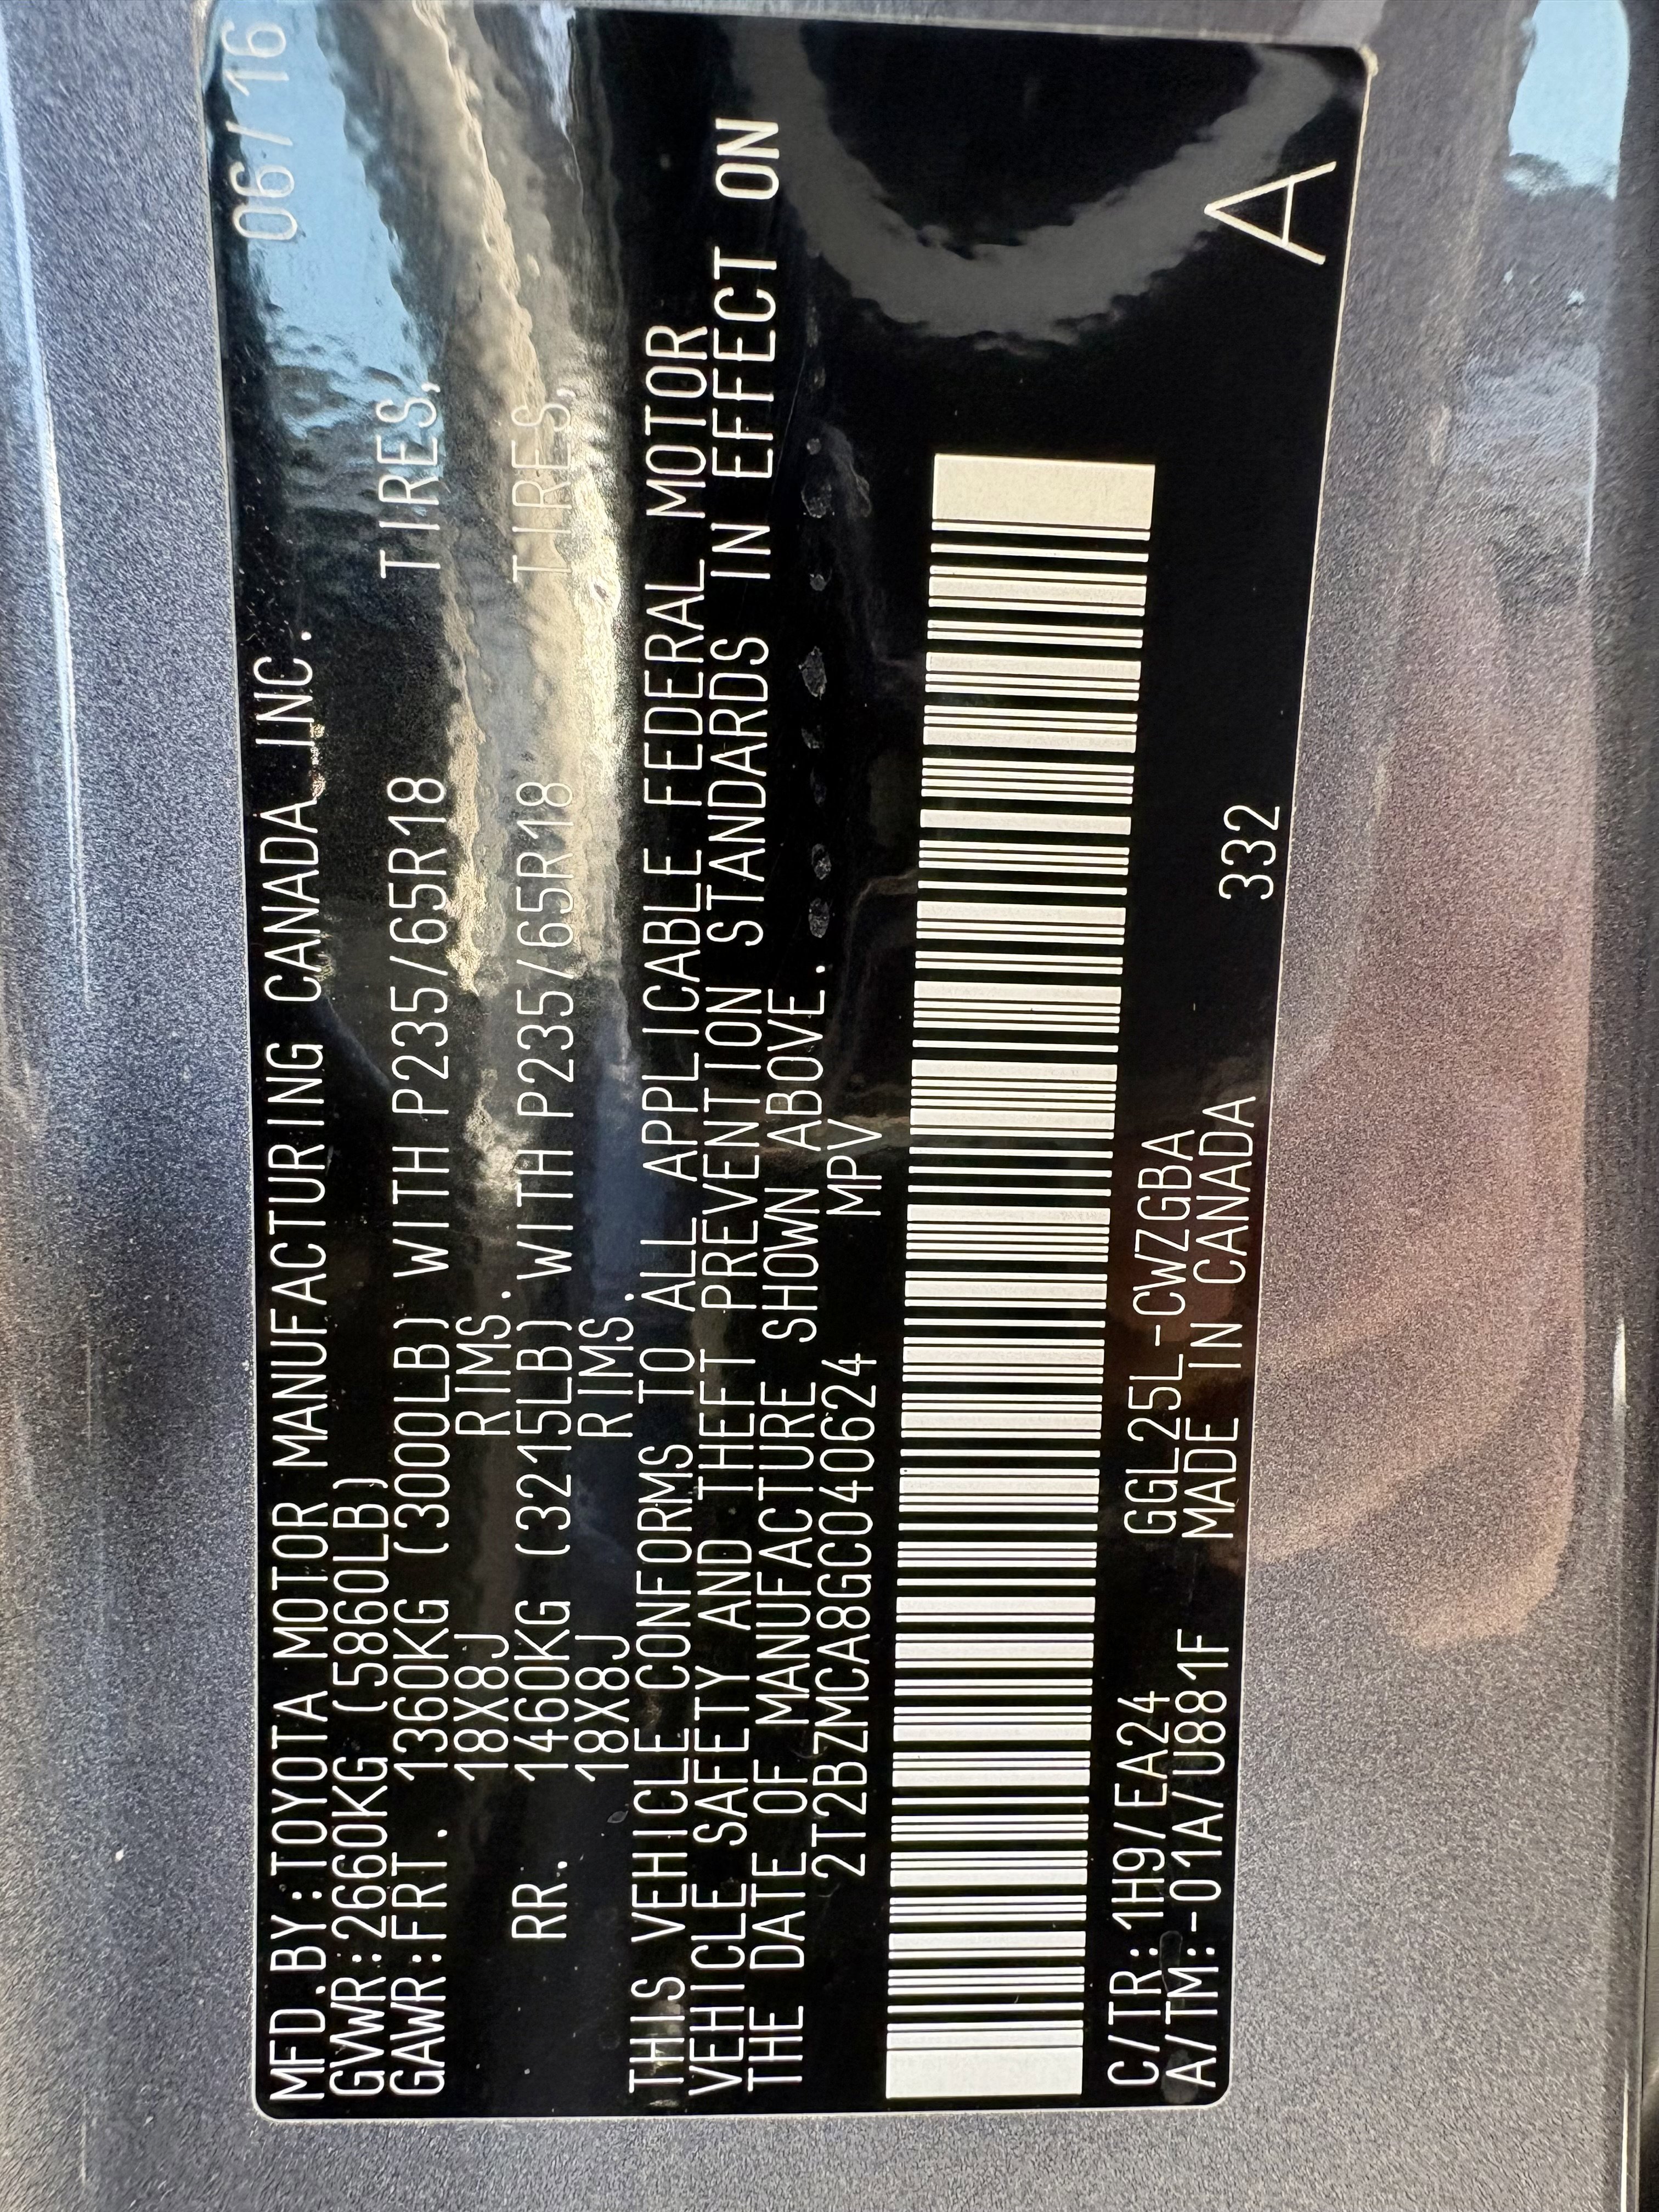 MFD.BY:TOYOTA MOTOR MANUFACTURING CANADA INC. 06/16
GVWR:2660KG (5860LB)
GAWR:FRT. 1360KG (3000LB) WITH P235/65R18 TIRES,
18X8J RIMS.
RR. 1460KG (3215LB) WITH P235/65R18 TIRES,
18X8J RIMS.
THIS VEHICLE CONFORMS TO ALL APPLICABLE FEDERAL MOTOR
VEHICLE SAFETY AND THEFT PREVENTION STANDARDS IN EFFECT ON
THE DATE OF MANUFACTURE SHOWN ABOVE.
2T2BZMCA8GC040624 MPV
C/TR:1H9/EA24 GGL25L-CWZGBA
A/TM:-01A/U881F MADE IN CANADA 332 A